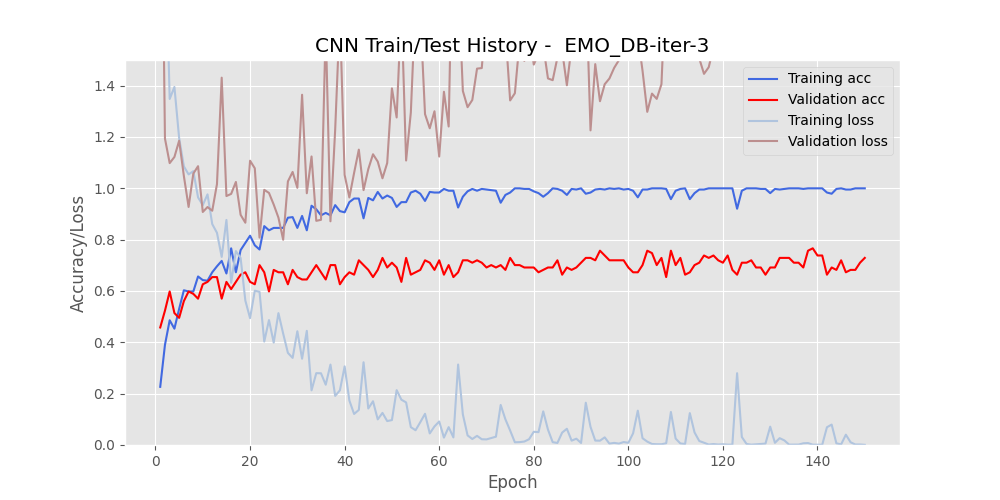 CNN Train/Test History -  EMO_DB-iter-3
Training acc
Validation acc
Training loss
Validation loss
Accuracy/Loss
1.4
1.2
1.0
0.8
0.6
0.4
0.2
0.0
0 20 40 60 80 100 120 140
Epoch